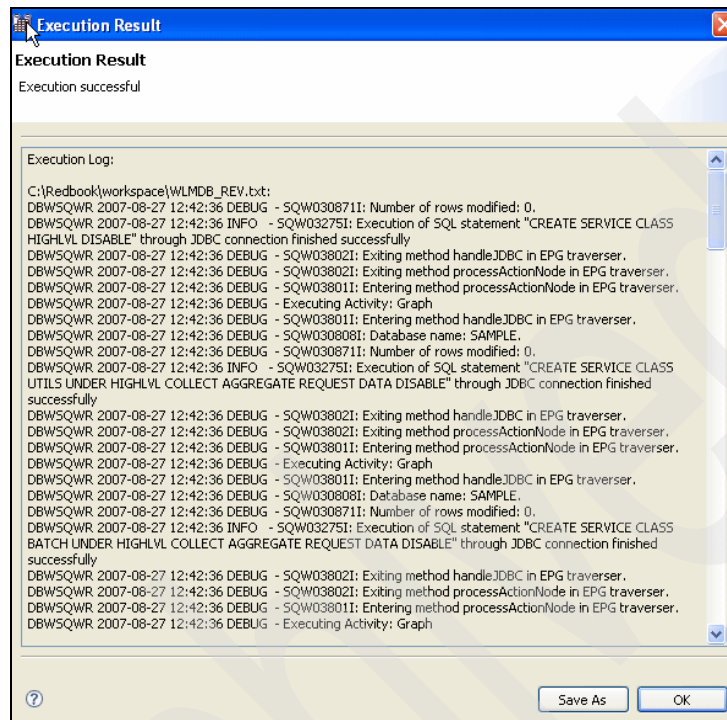 Execution Result
Execution Result
Execution successful
Execution Log:
C:\Redbook\workspace\WLMDB_REV.txt:
DBWSQWR 2007-08-27 12:42:36 DEBUG - SQW030871I: Number of rows modified: 0.
DBWSQWR 2007-08-27 12:42:36 INFO - SQW03275I: Execution of SQL statement "CREATE SERVICE CLASS
HIGHLVL DISABLE" through JDBC connection finished successfully
DBWSQWR 2007-08-27 12:42:36 DEBUG - SQW03802I: Exiting method handleJDBC in EPG traverser.
DBWSQWR 2007-08-27 12:42:36 DEBUG - SQW03802I: Exiting method processActionNode in EPG traverser.
DBWSQWR 2007-08-27 12:42:36 DEBUG - SQW03801I: Entering method processActionNode in EPG traverser.
DBWSQWR 2007-08-27 12:42:36 DEBUG - Executing Activity: Graph
DBWSQWR 2007-08-27 12:42:36 DEBUG - SQW03801I: Entering method handleJDBC in EPG traverser.
DBWSQWR 2007-08-27 12:42:36 DEBUG - SQW030808I: Database name: SAMPLE.
DBWSQWR 2007-08-27 12:42:36 DEBUG - SQW030871I: Number of rows modified: 0.
DBWSQWR 2007-08-27 12:42:36 INFO - SQW03275I: Execution of SQL statement "CREATE SERVICE CLASS
UTILS UNDER HIGHLVL COLLECT AGGREGATE REQUEST DATA DISABLE" through JDBC connection finished
successfully
DBWSQWR 2007-08-27 12:42:36 DEBUG - SQW03802I: Exiting method handleJDBC in EPG traverser.
DBWSQWR 2007-08-27 12:42:36 DEBUG - SQW03802I: Exiting method processActionNode in EPG traverser.
DBWSQWR 2007-08-27 12:42:36 DEBUG - SQW03801I: Entering method processActionNode in EPG traverser.
DBWSQWR 2007-08-27 12:42:36 DEBUG - Executing Activity: Graph
DBWSQWR 2007-08-27 12:42:36 DEBUG - SQW03801I: Entering method handleJDBC in EPG traverser.
DBWSQWR 2007-08-27 12:42:36 DEBUG - SQW030808I: Database name: SAMPLE.
DBWSQWR 2007-08-27 12:42:36 DEBUG - SQW030871I: Number of rows modified: 0.
DBWSQWR 2007-08-27 12:42:36 INFO - SQW03275I: Execution of SQL statement "CREATE SERVICE CLASS
BATCH UNDER HIGHLVL COLLECT AGGREGATE REQUEST DATA DISABLE" through JDBC connection finished
successfully
DBWSQWR 2007-08-27 12:42:36 DEBUG - SQW03802I: Exiting method handleJDBC in EPG traverser.
DBWSQWR 2007-08-27 12:42:36 DEBUG - SQW03802I: Exiting method processActionNode in EPG traverser.
DBWSQWR 2007-08-27 12:42:36 DEBUG - SQW03801I: Entering method processActionNode in EPG traverser.
DBWSQWR 2007-08-27 12:42:36 DEBUG - Executing Activity: Graph
Save As
OK